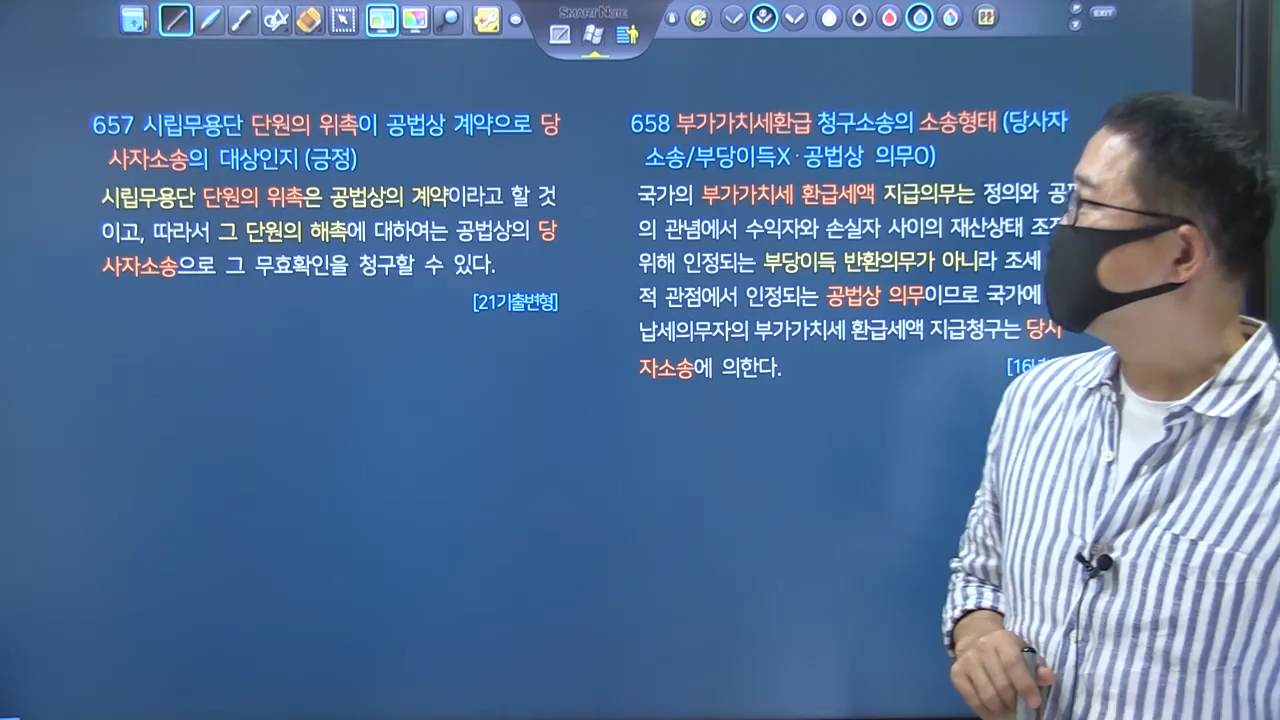 SMARTNOTE
EXIT
657 시립무용단 단원의 위촉이 공법상 계약으로 당
사자소송의 대상인지 (긍정)
시립무용단 단원의 위촉은 공법상의 계약이라고 할 것
이고, 따라서 그 단원의 해촉에 대하여는 공법상의 당
사자소송으로 그 무효확인을 청구할 수 있다.
[21기출변형]
658 부가가치세환급 청구소송의 소송형태 (당사자
소송/부당이득X·공법상 의무O)
국가의 부가가치세 환급세액 지급의무는 정의와
의 관념에서 수익자와 손실자 사이의 재산상태
위해 인정되는 부당이득 반환의무가 아니라 조세
적 관점에서 인정되는 공법상 의무이므로 국가에
납세의무자의 부가가치세 환급세액 지급청구는 당사
자소송에 의한다.